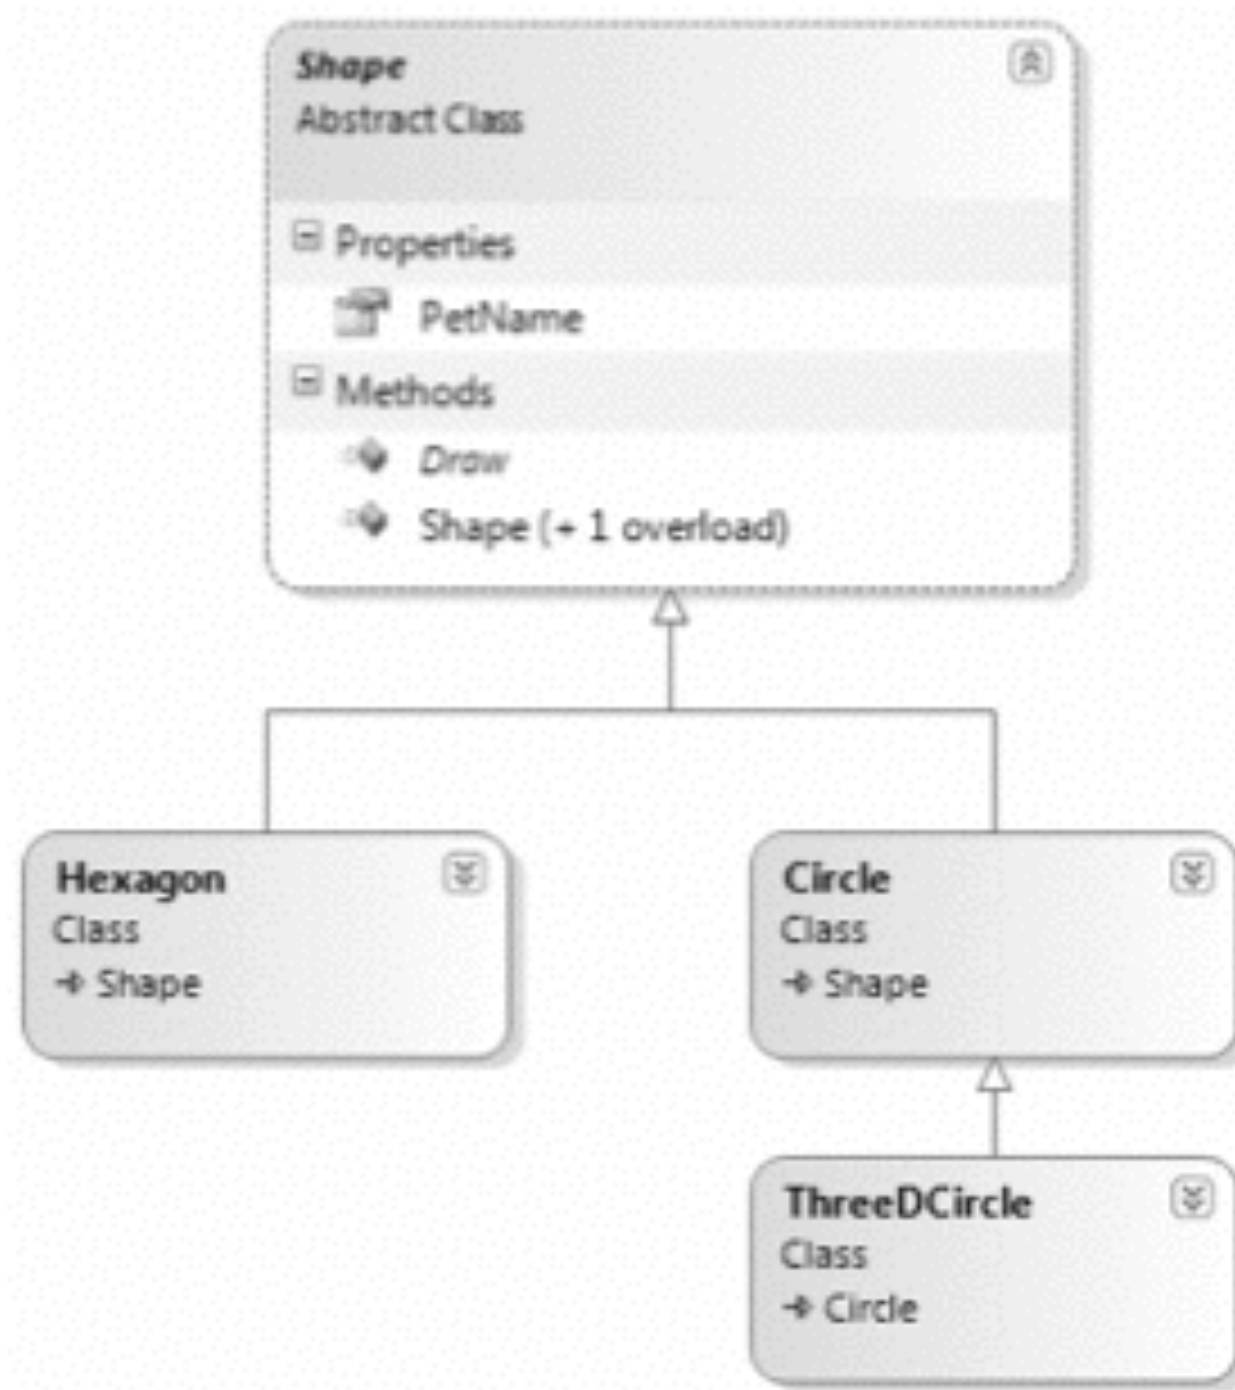 Shape
Abstract Class
Properties
PetName
Methods
Draw
Shape (+ 1 overload)
Hexagon
Class
Shape
Circle
Class
Shape
ThreeDCircle
Class
Circle